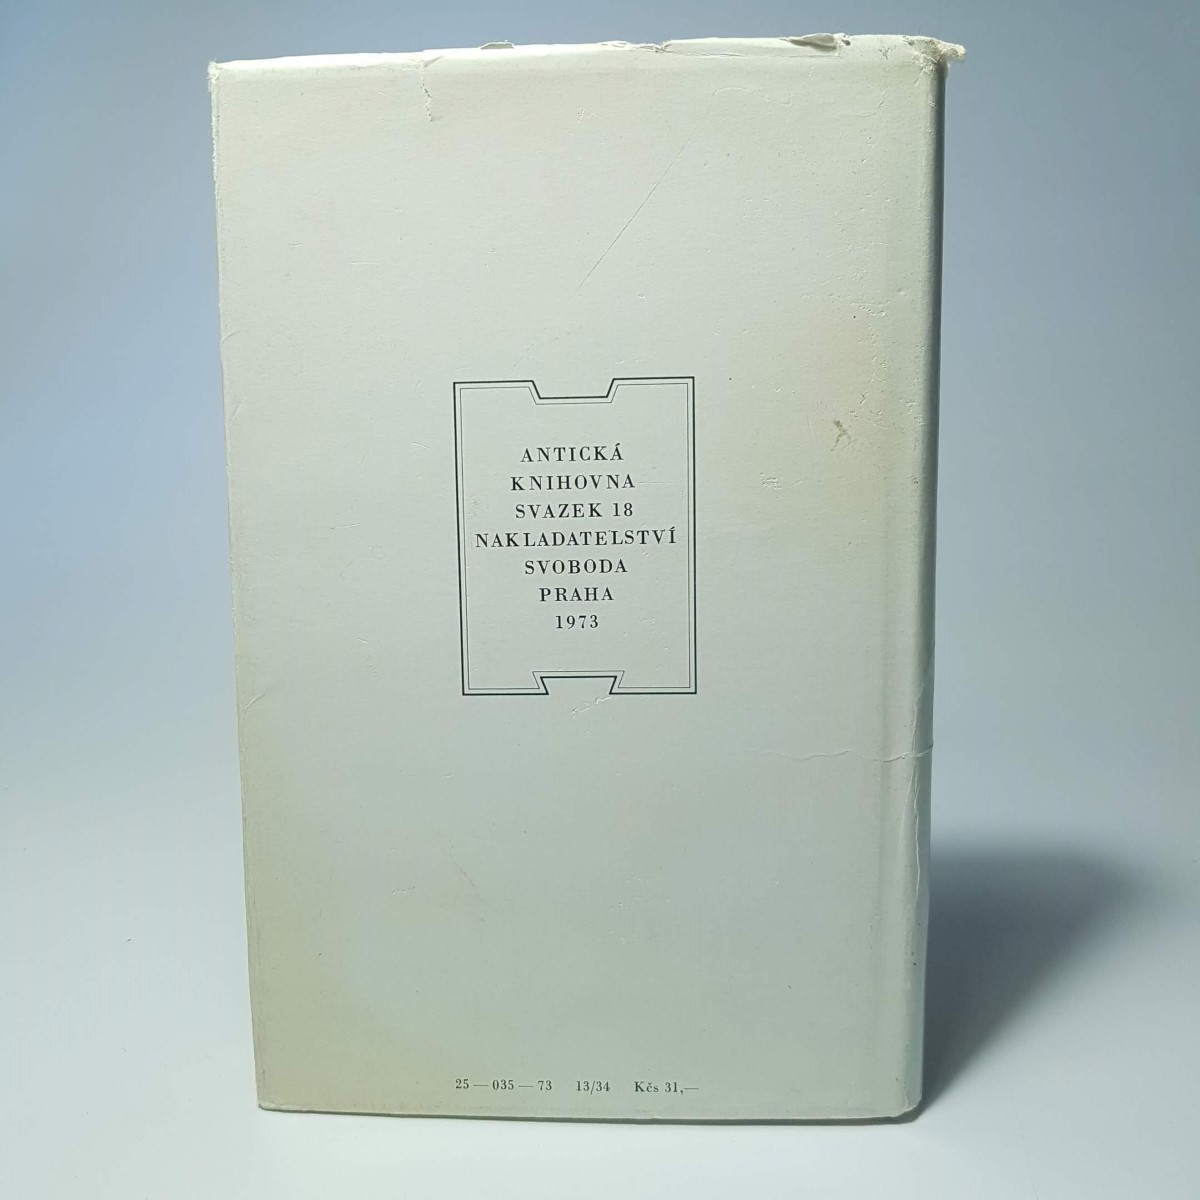 ANTICKÁ
KNIHOVNA
SVAZEK 18
NAKLADATELSTVÍ
SVOBODA
PRAHA
1973
25 — 035 — 73 13/34 Kčs 31,—